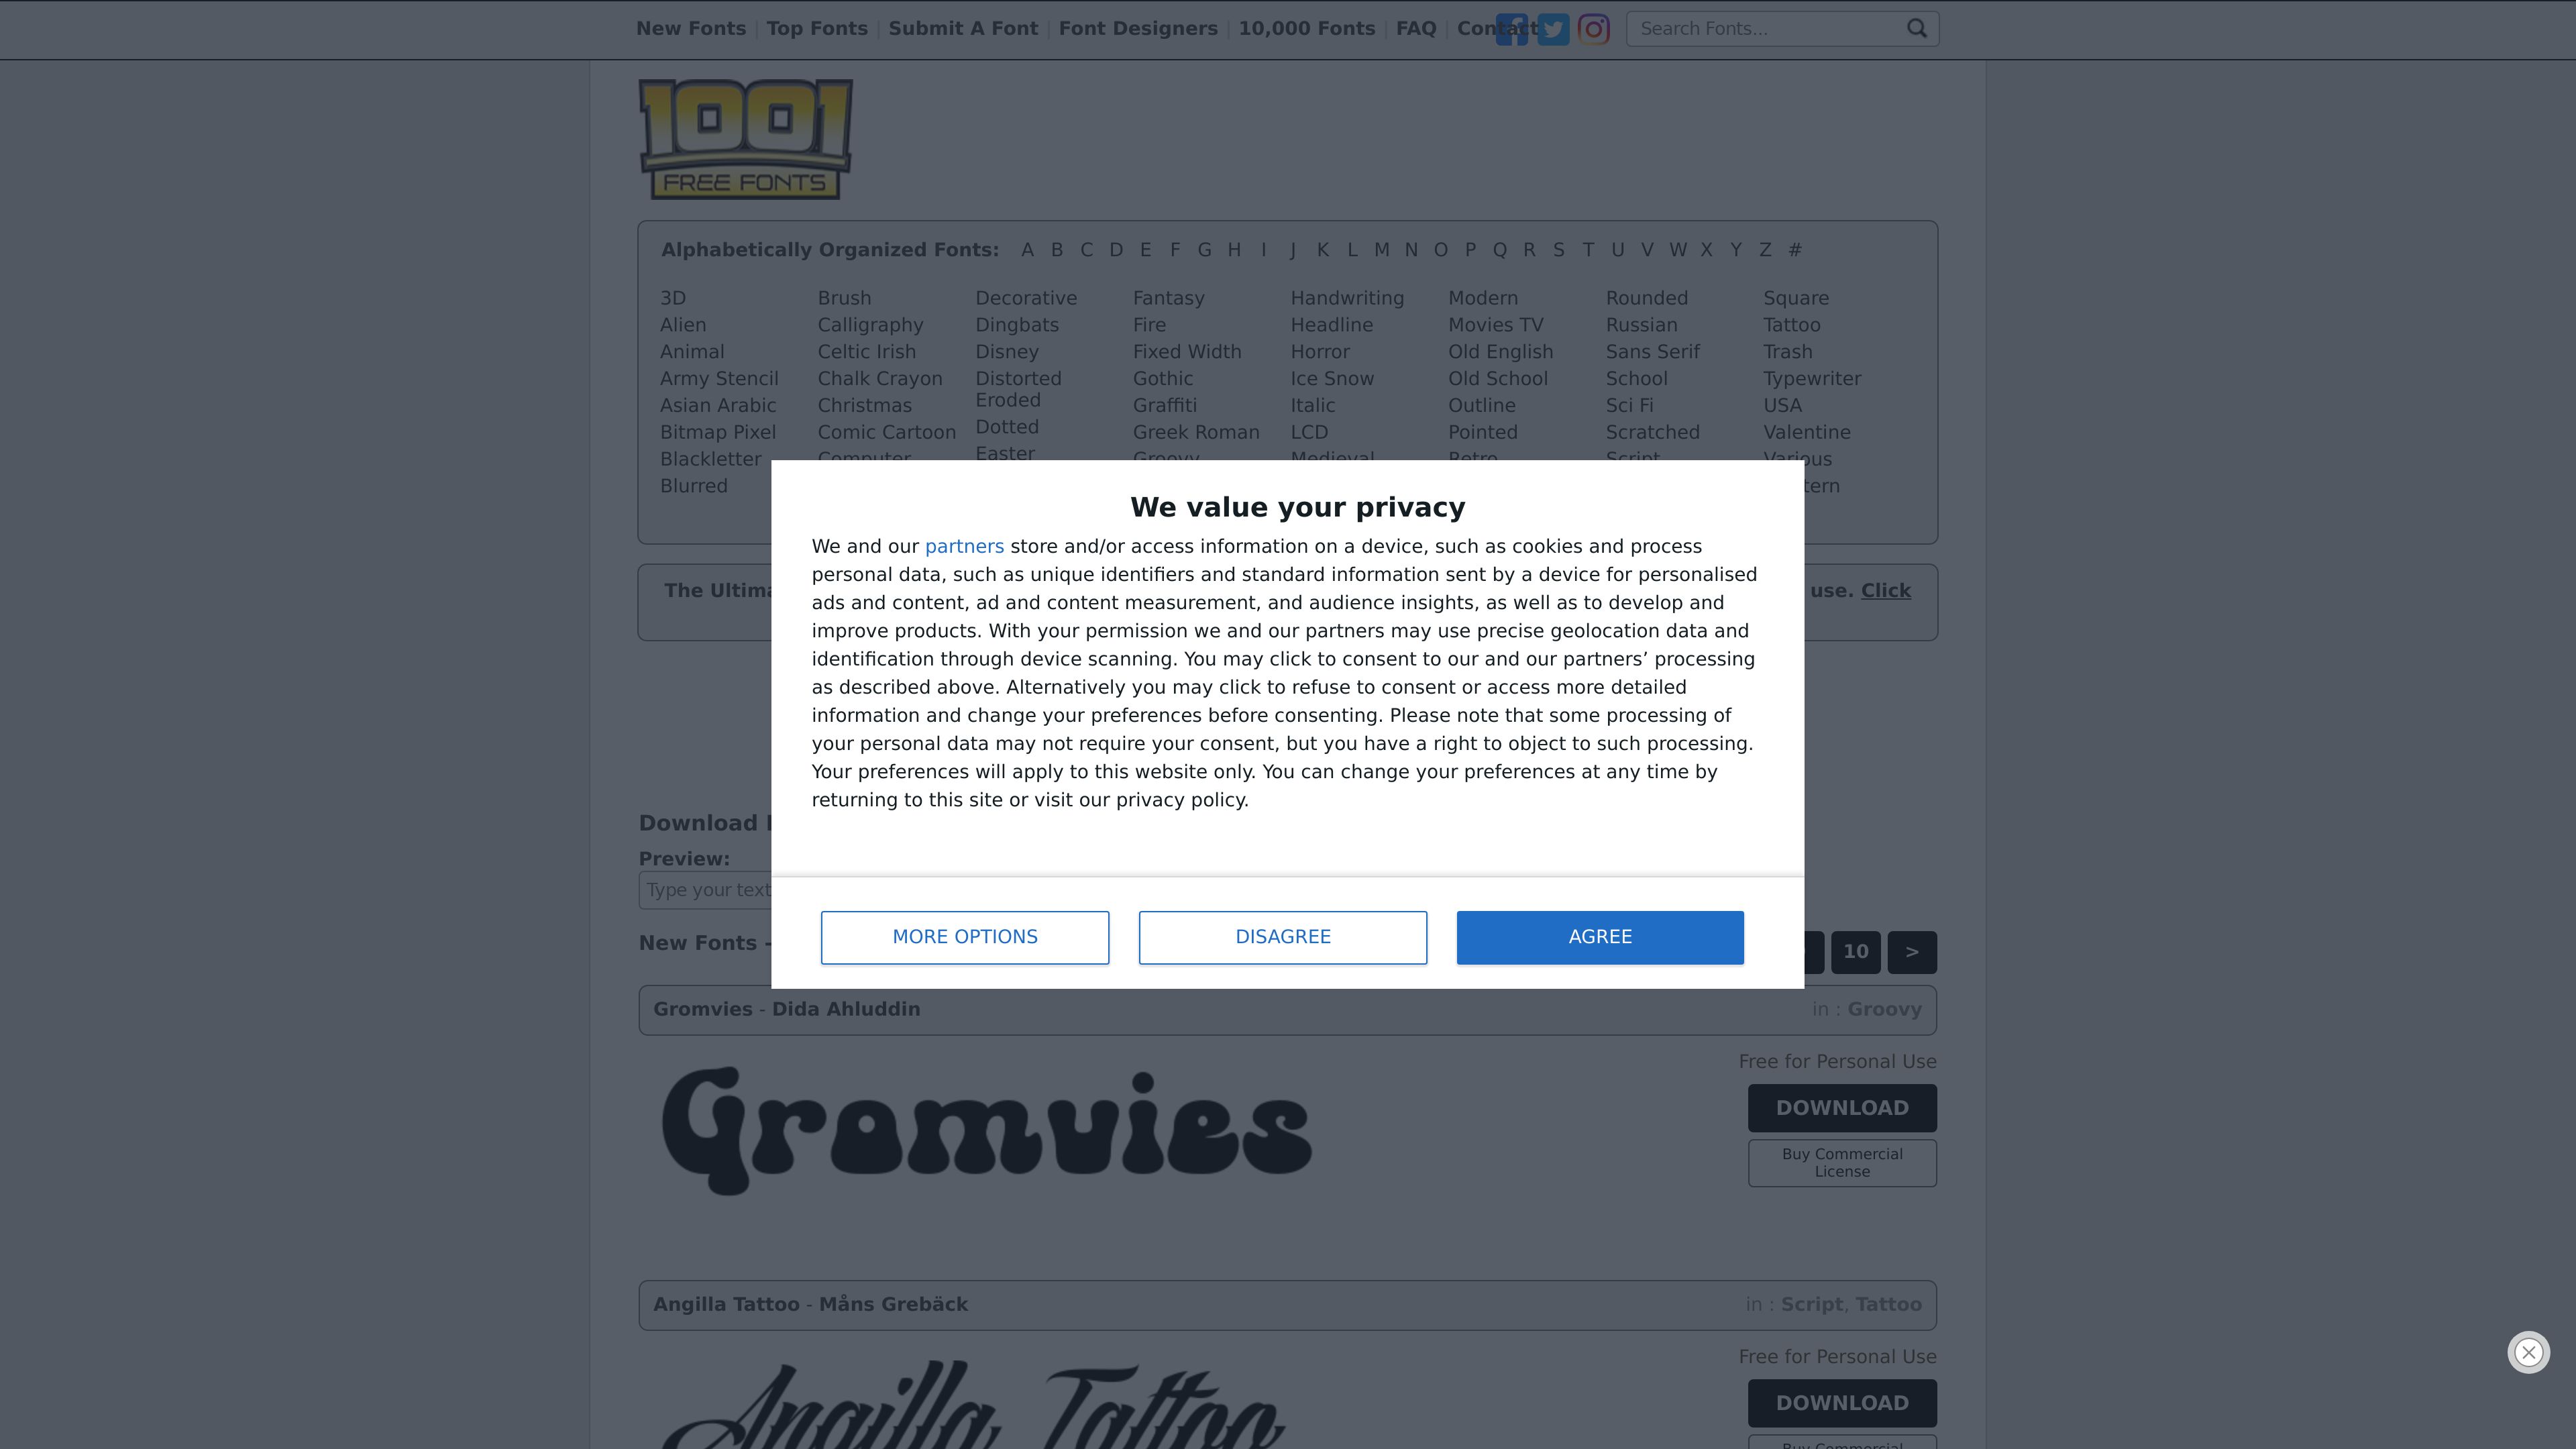 New Fonts | Top Fonts | Submit A Font | Font Designers | 10,000 Fonts | FAQ | Contact
Search Fonts...
1001
FREE FONTS
Alphabetically Organized Fonts: A B C D E F G H I J K L M N O P Q R S T U V W X Y Z #
3D Brush Decorative Fantasy Handwriting Modern Rounded Square
Alien Calligraphy Dingbats Fire Headline Movies TV Russian Tattoo
Animal Celtic Irish Disney Fixed Width Horror Old English Sans Serif Trash
Army Stencil Chalk Crayon Distorted Gothic Ice Snow Old School School Typewriter
Asian Arabic Christmas Eroded Graffiti Italic Outline Sci Fi USA
Bitmap Pixel Comic Cartoon Dotted Greek Roman LCD Pointed Scratched Valentine
Blackletter Computer Easter Groovy Medieval Retro Script Various
Blurred tern
We value your privacy
We and our partners store and/or access information on a device, such as cookies and process
personal data, such as unique identifiers and standard information sent by a device for personalised
ads and content, ad and content measurement, and audience insights, as well as to develop and
improve products. With your permission we and our partners may use precise geolocation data and
identification through device scanning. You may click to consent to our and our partners’ processing
as described above. Alternatively you may click to refuse to consent or access more detailed
information and change your preferences before consenting. Please note that some processing of
your personal data may not require your consent, but you have a right to object to such processing.
Your preferences will apply to this website only. You can change your preferences at any time by
returning to this site or visit our privacy policy.
MORE OPTIONS
DISAGREE
AGREE
The Ultima
use. Click
Download
Preview:
Type your text
New Fonts -
10 >
Gromvies - Dida Ahluddin
in : Groovy
Gromvies
Free for Personal Use
DOWNLOAD
Buy Commercial
License
Angilla Tattoo - Måns Grebäck
in : Script, Tattoo
Angilla Tattoo
Free for Personal Use
DOWNLOAD
Buy Commercial